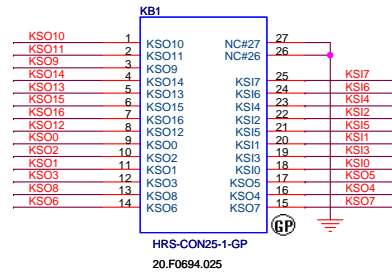 KB1
KSO10 1 KSO10 NC#27 27
KSO11 2 KSO11 NC#26 26
KSO9 3 KSO9
KSO14 4 KSO14 KSI7 25 KSI7
KSO13 5 KSO13 KSI6 24 KSI6
KSO15 6 KSO15 KSI4 23 KSI4
KSO16 7 KSO16 KSI2 22 KSI2
KSO12 8 KSO12 KSI5 21 KSI5
KSO0 9 KSO0 KSI1 20 KSI1
KSO2 10 KSO2 KSI3 19 KSI3
KSO1 11 KSO1 KSI0 18 KSI0
KSO3 12 KSO3 KSO5 17 KSO5
KSO8 13 KSO8 KSO4 16 KSO4
KSO6 14 KSO6 KSO7 15 KSO7
GP
HRS-CON25-1-GP
20.F0694.025